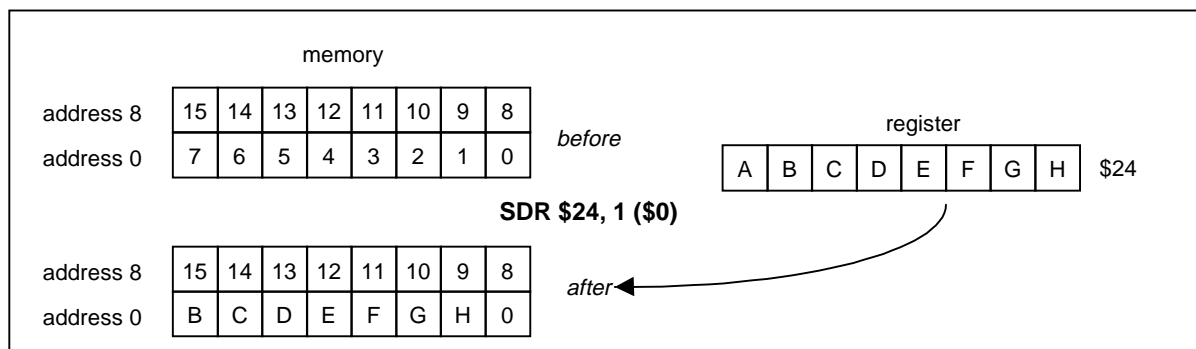 memory
address 8 15 14 13 12 11 10 9 8
address 0 7 6 5 4 3 2 1 0
before
register
A B C D E F G H $24
SDR $24, 1 ($0)
address 8 15 14 13 12 11 10 9 8
address 0 B C D E F G H 0
after